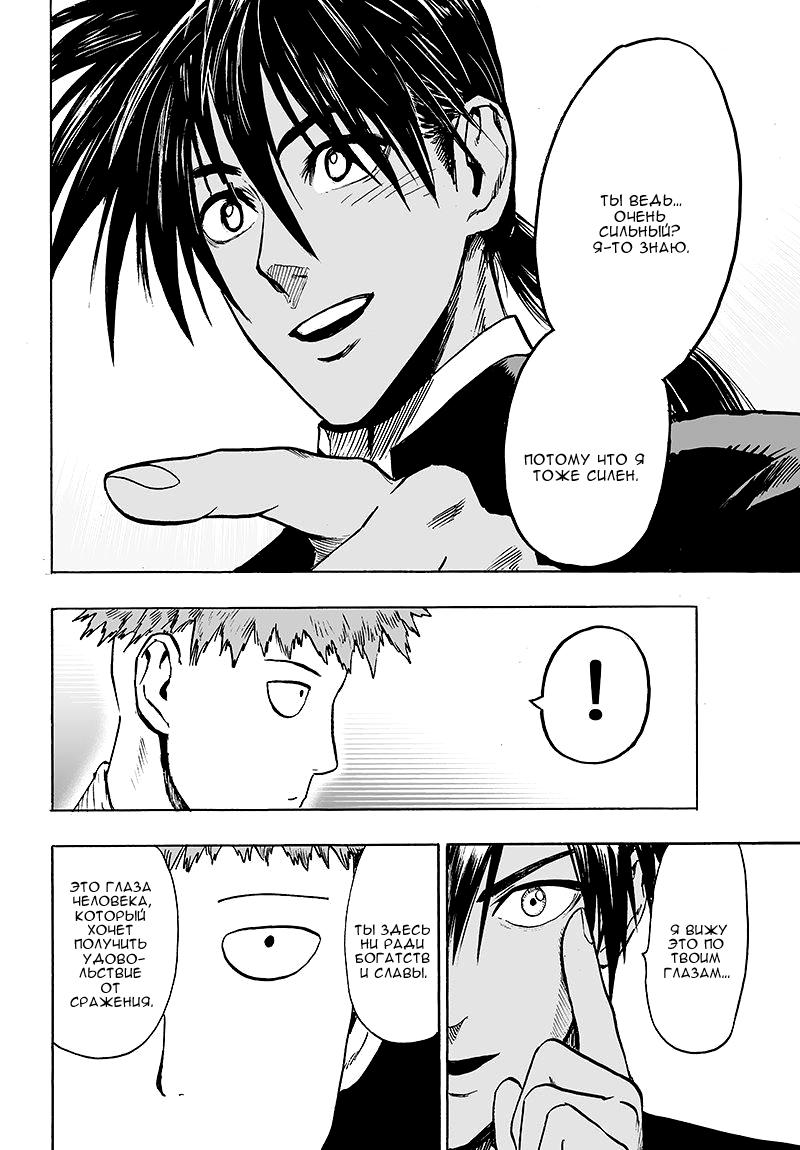 ТЫ ВЕДЬ...
ОЧЕНЬ
СИЛЬНЫЙ?
Я-ТО ЗНАЮ.
ПОТОМУ ЧТО Я
ТОЖЕ СИЛЕН.
!
Я ВИЖУ
ЭТО ПО
ТВОИМ
ГЛАЗАМ...
ТЫ ЗДЕСЬ
НИ РАДИ
БОГАТСТВ
И СЛАВЫ.
ЭТО ГЛАЗА
ЧЕЛОВЕКА,
КОТОРЫЙ
ХОЧЕТ
ПОЛУЧИТЬ
УДОВО-
ЛЬСТВИЕ
ОТ
СРАЖЕНИЯ.